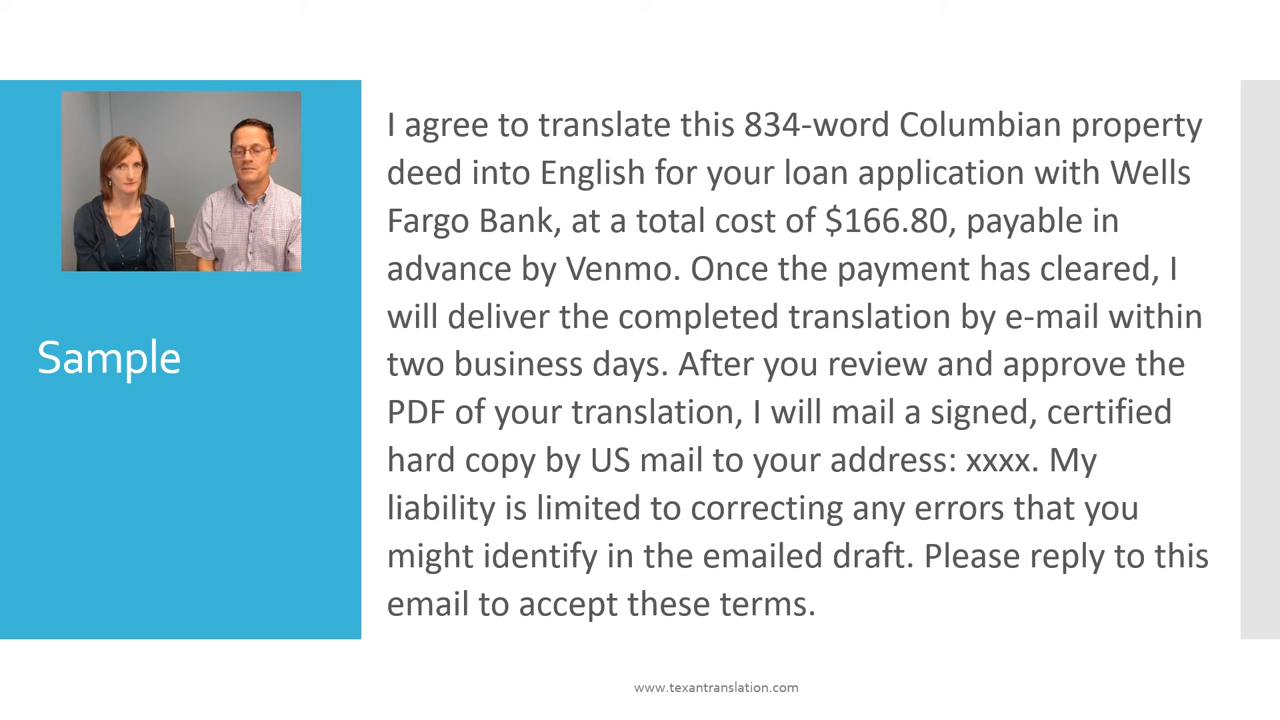 Sample
I agree to translate this 834-word Columbian property
deed into English for your loan application with Wells
Fargo Bank, at a total cost of $166.80, payable in
advance by Venmo. Once the payment has cleared, I
will deliver the completed translation by e-mail within
two business days. After you review and approve the
PDF of your translation, I will mail a signed, certified
hard copy by US mail to your address: xxxx. My
liability is limited to correcting any errors that you
might identify in the emailed draft. Please reply to this
email to accept these terms.
www.texantranslation.com